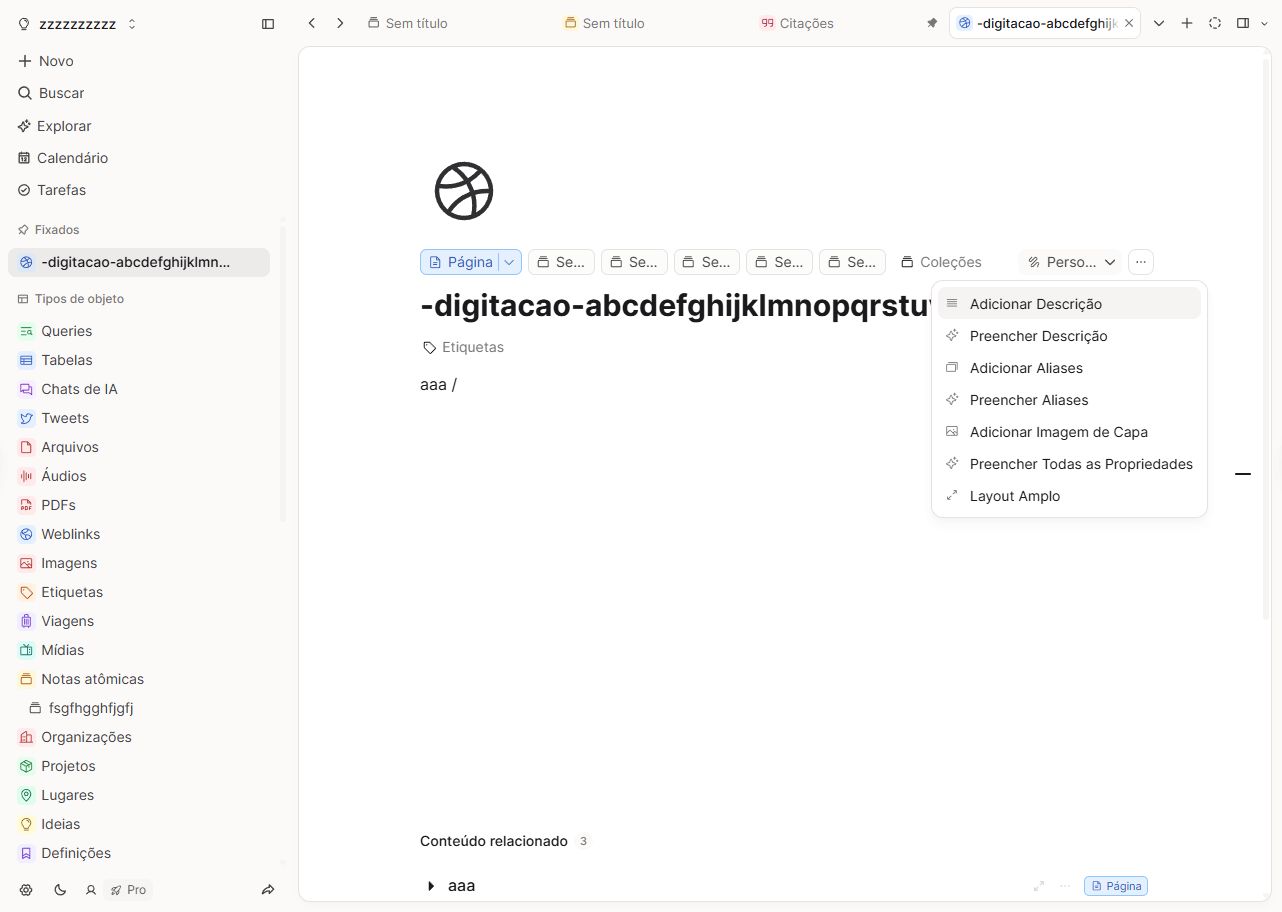 zzzzzzzzzz
Novo
Buscar
Explorar
Calendário
Tarefas
Fixados
-digitacao-abcdefghijklmn...
Tipos de objeto
Queries
Tabelas
Chats de IA
Tweets
Arquivos
Áudios
PDFs
Weblinks
Imagens
Etiquetas
Viagens
Mídias
Notas atômicas
fsgfhgghfjgfj
Organizações
Projetos
Lugares
Ideias
Definições
Pro
Sem título
Sem título
Citações
-digitacao-abcdefghijk
Página
Se...
Se...
Se...
Se...
Se...
Coleções
Perso...
-digitacao-abcdefghijklmnopqrstuv
Etiquetas
aaa /
Adicionar Descrição
Preencher Descrição
Adicionar Aliases
Preencher Aliases
Adicionar Imagem de Capa
Preencher Todas as Propriedades
Layout Amplo
Conteúdo relacionado 3
aaa
Página